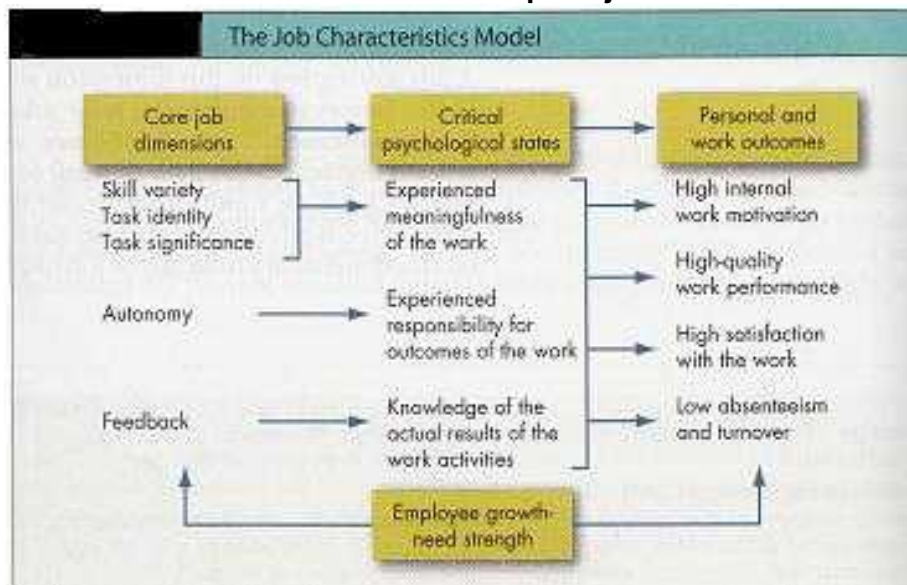 The Job Characteristics Model
Core job
dimensions
Critical
psychological states
Personal and
work outcomes
Skill variety
Task identity
Task significance
Experienced
meaningfulness
of the work
High internal
work motivation
High-quality
work performance
Autonomy
Experienced
responsibility for
outcomes of the work
High satisfaction
with the work
Feedback
Knowledge of the
actual results of the
work activities
Low absenteeism
and turnover
Employee growth-
need strength